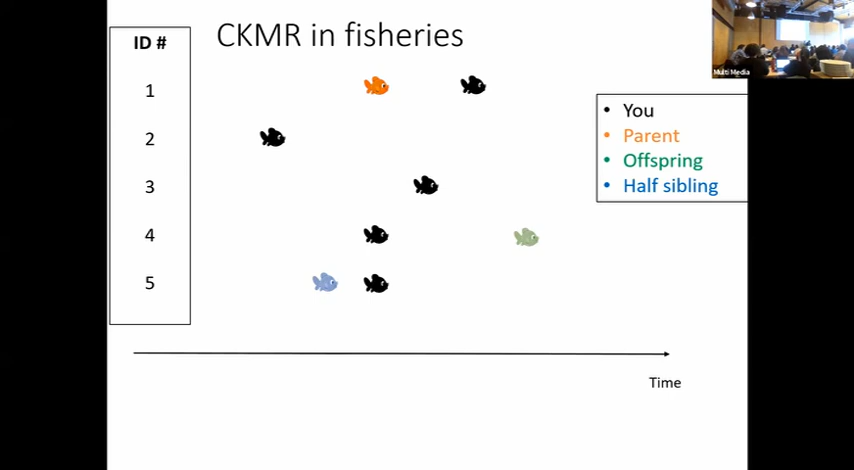 CKMR in fisheries
ID #
1
2
3
4
5
• You
• Parent
• Offspring
• Half sibling
Time
Multi Media